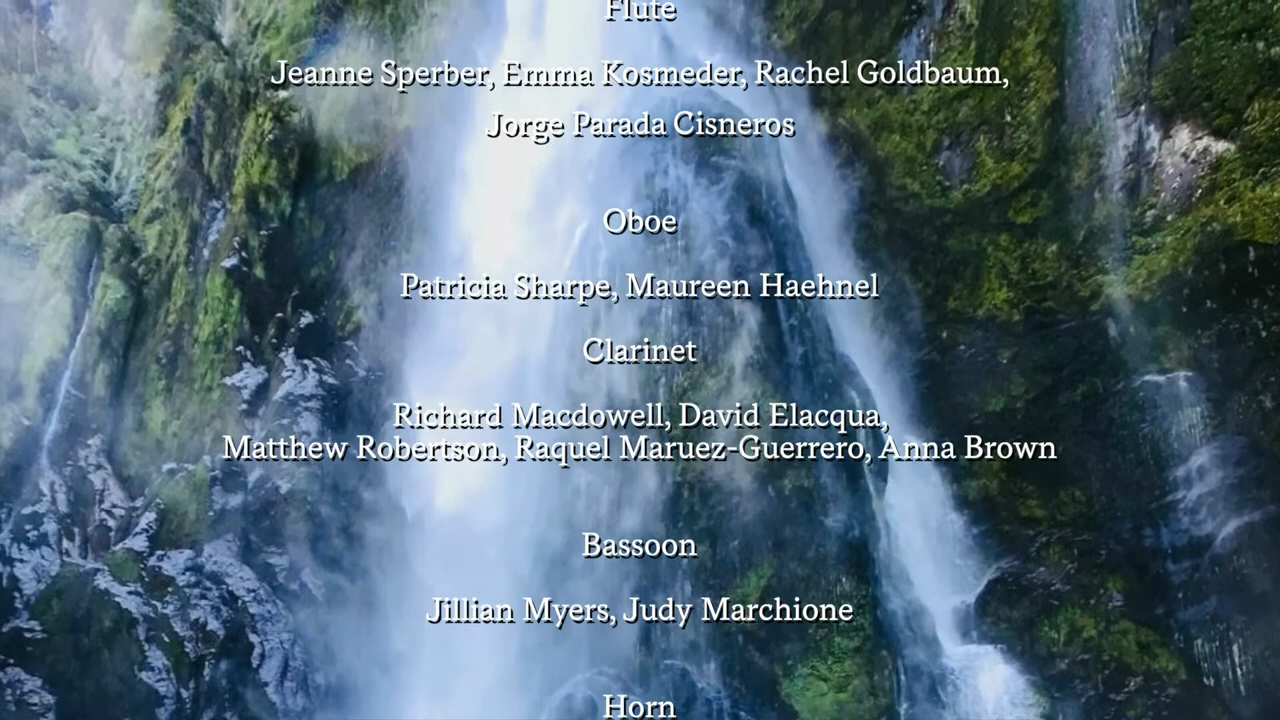 Flute
Jeanne Sperber, Emma Kosmeder, Rachel Goldbaum,
Jorge Parada Cisneros
Oboe
Patricia Sharpe, Maureen Haehnel
Clarinet
Richard Macdowell, David Elacqua,
Matthew Robertson, Raquel Maruez-Guerrero, Anna Brown
Bassoon
Jillian Myers, Judy Marchione
Horn